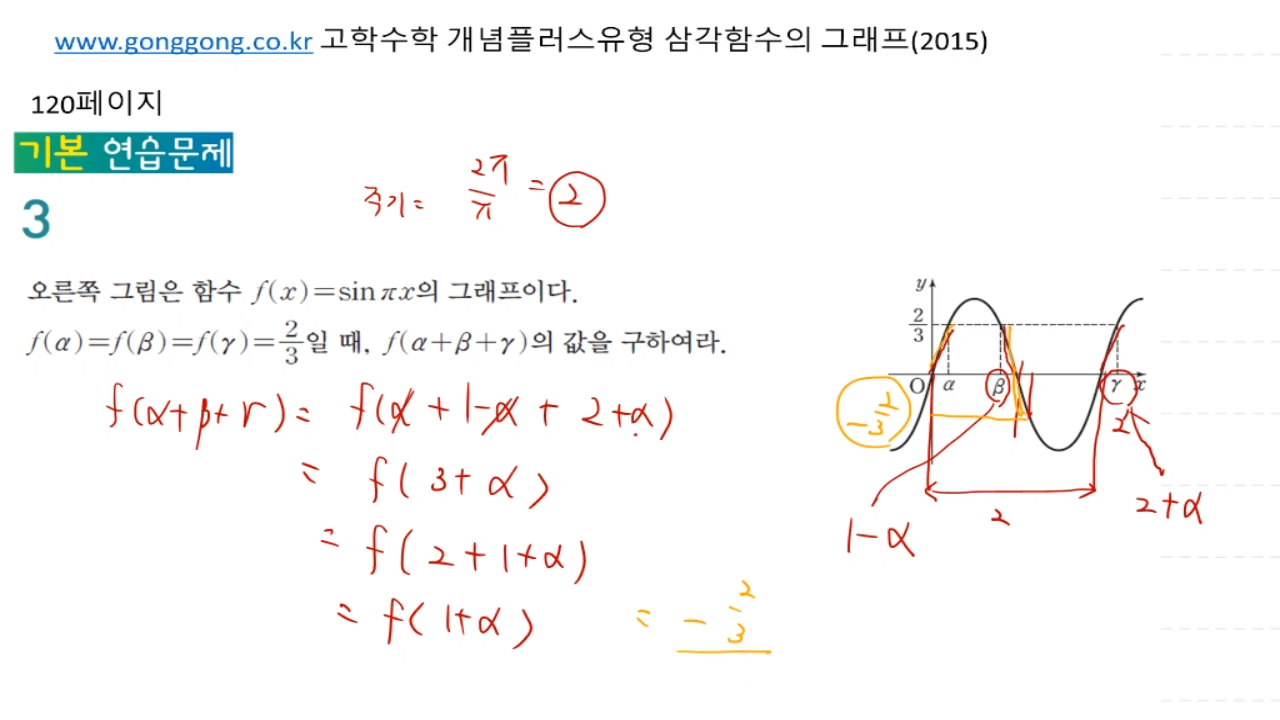 www.gonggong.co.kr 고학수학 개념플러스유형 삼각함수의 그래프(2015)
120페이지
기본 연습문제
주기 = 2π/π = 2
3
오른쪽 그림은 함수 f(x)=sin πx의 그래프이다.
f(α)=f(β)=f(γ)=2/3일 때, f(α+β+γ)의 값을 구하여라.
y
2/3
O α β γ x
-2/3
2
2
1-α
2+α
f(α+β+r) = f(α+1-α+2+α)
= f(3+α)
= f(2+1+α)
= f(1+α) = -2/3